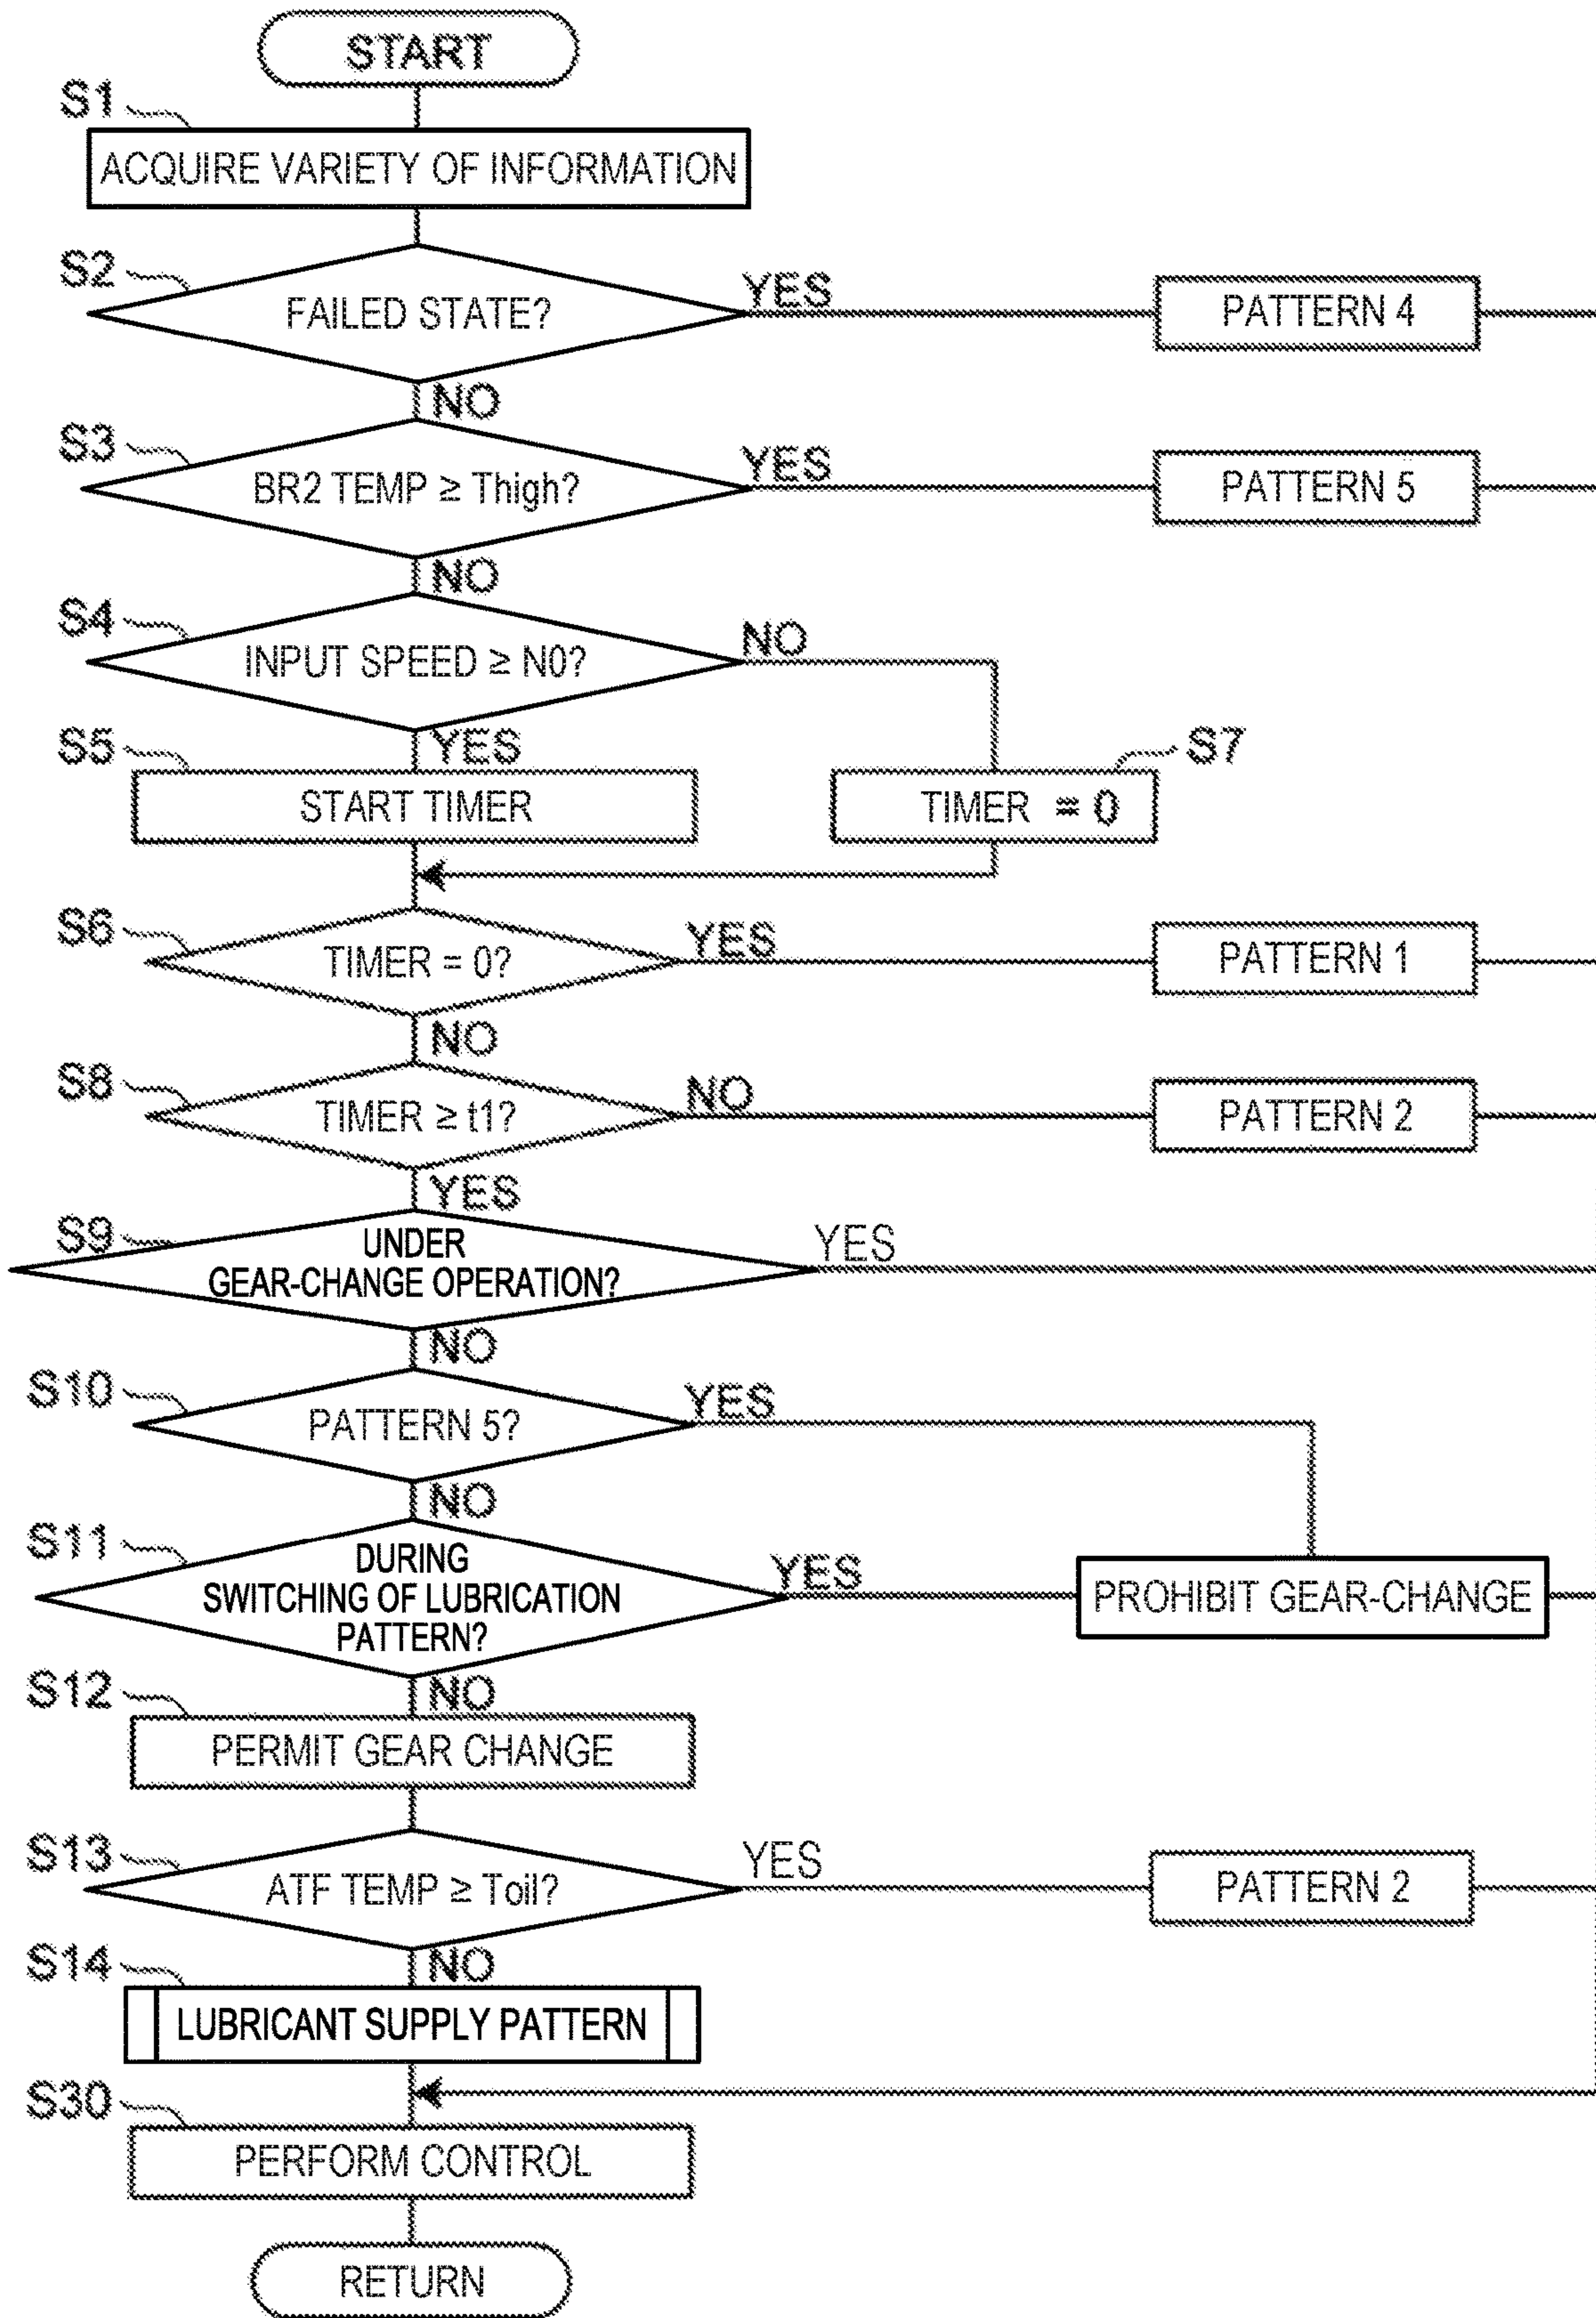 START
S1
ACQUIRE VARIETY OF INFORMATION
S2
FAILED STATE?
YES
PATTERN 4
NO
S3
BR2 TEMP ≥ Thigh?
YES
PATTERN 5
NO
S4
INPUT SPEED ≥ N0?
NO
YES
S5
START TIMER
S7
TIMER = 0
S6
TIMER = 0?
YES
PATTERN 1
NO
S8
TIMER ≥ t1?
NO
PATTERN 2
YES
S9
UNDER
GEAR-CHANGE OPERATION?
YES
NO
S10
PATTERN 5?
YES
NO
S11
DURING
SWITCHING OF LUBRICATION
PATTERN?
YES
PROHIBIT GEAR-CHANGE
NO
S12
PERMIT GEAR CHANGE
S13
ATF TEMP ≥ Toil?
YES
PATTERN 2
NO
S14
LUBRICANT SUPPLY PATTERN
S30
PERFORM CONTROL
RETURN